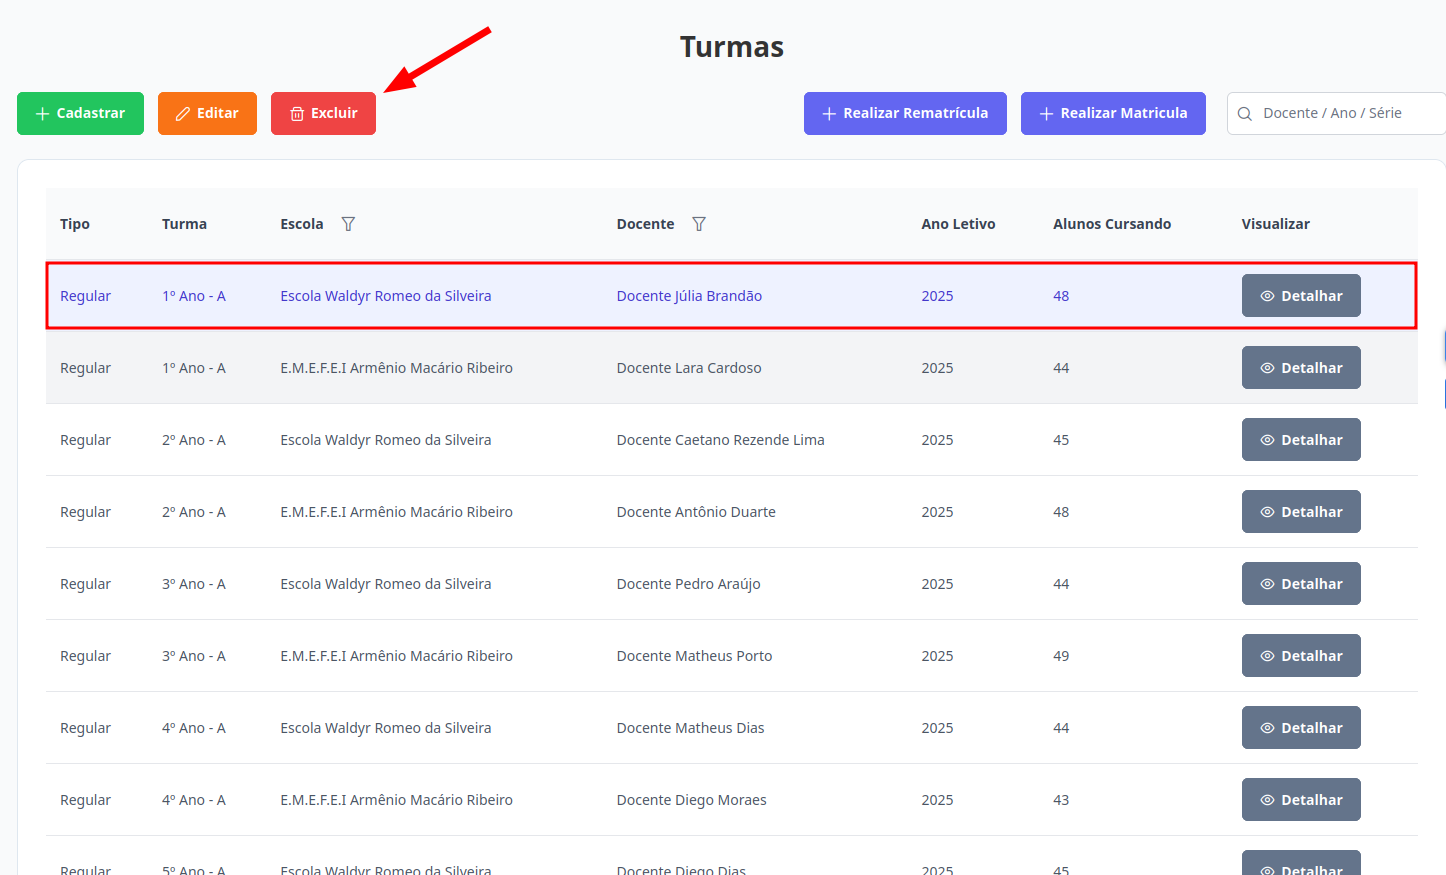 Turmas
Cadastrar Editar Excluir Realizar Rematrícula Realizar Matricula Docente / Ano / Série
Tipo Turma Escola Docente Ano Letivo Alunos Cursando Visualizar
Regular 1º Ano - A Escola Waldyr Romeo da Silveira Docente Júlia Brandão 2025 48 Detalhar
Regular 1º Ano - A E.M.E.F.E.I Armênio Macário Ribeiro Docente Lara Cardoso 2025 44 Detalhar
Regular 2º Ano - A Escola Waldyr Romeo da Silveira Docente Caetano Rezende Lima 2025 45 Detalhar
Regular 2º Ano - A E.M.E.F.E.I Armênio Macário Ribeiro Docente Antônio Duarte 2025 48 Detalhar
Regular 3º Ano - A Escola Waldyr Romeo da Silveira Docente Pedro Araújo 2025 44 Detalhar
Regular 3º Ano - A E.M.E.F.E.I Armênio Macário Ribeiro Docente Matheus Porto 2025 49 Detalhar
Regular 4º Ano - A Escola Waldyr Romeo da Silveira Docente Matheus Dias 2025 44 Detalhar
Regular 4º Ano - A E.M.E.F.E.I Armênio Macário Ribeiro Docente Diego Moraes 2025 43 Detalhar
Regular 5º Ano - A Escola Waldyr Romeo da Silveira Docente Diego Dias 2025 45 Detalhar